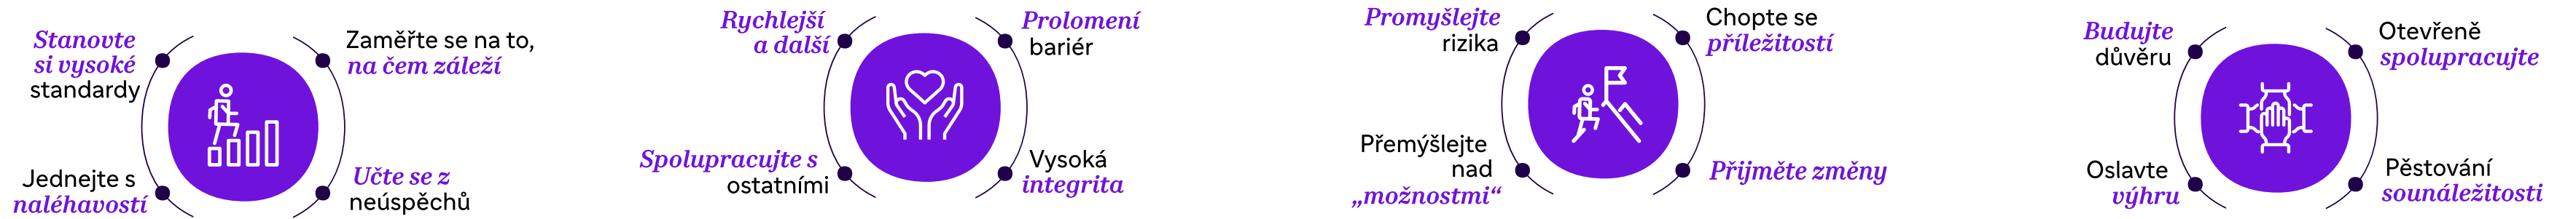 Stanovte
si vysoké
standardy
Zaměřte se na to,
na čem záleží
Jednejte s
naléhavostí
Učte se z
neúspěchů
Rychlejší
a další
Prolomení
bariér
Spolupracujte s
ostatními
Vysoká
integrita
Promyšlejte
rizika
Chopte se
příležitostí
Přemýšlejte
nad
„možnostmi“
Přijměte změny
Budujte
důvěru
Otevřeně
spolupracujte
Oslavte
výhru
Pěstování
sounáležitosti